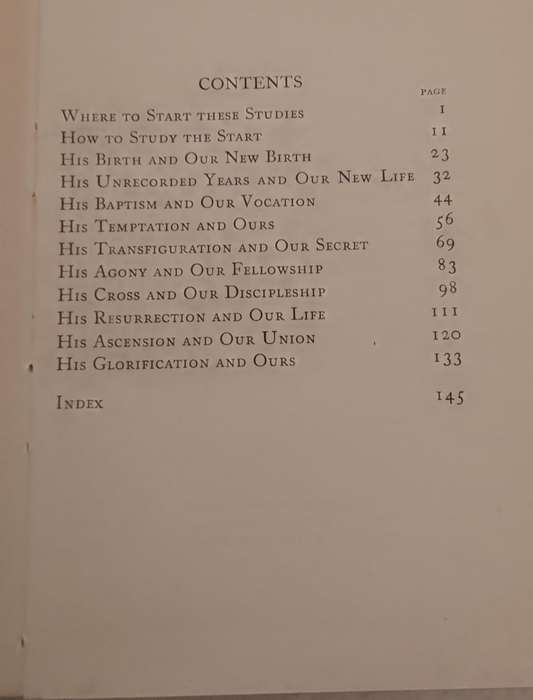 CONTENTS
PAGE
Where to Start these Studies 1
How to Study the Start 11
His Birth and Our New Birth 23
His Unrecorded Years and Our New Life 32
His Baptism and Our Vocation 44
His Temptation and Ours 56
His Transfiguration and Our Secret 69
His Agony and Our Fellowship 83
His Cross and Our Discipleship 98
His Resurrection and Our Life 111
His Ascension and Our Union 120
His Glorification and Ours 133
Index 145